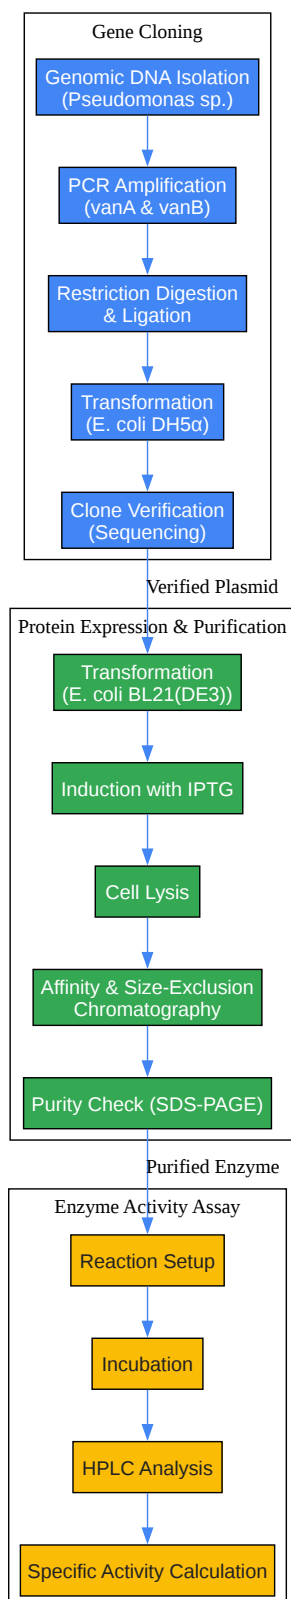 Gene Cloning
Genomic DNA Isolation
(Pseudomonas sp.)
PCR Amplification
(vanA & vanB)
Restriction Digestion
& Ligation
Transformation
(E. coli DH5α)
Clone Verification
(Sequencing)
Verified Plasmid
Protein Expression & Purification
Transformation
(E. coli BL21(DE3))
Induction with IPTG
Cell Lysis
Affinity & Size-Exclusion
Chromatography
Purity Check (SDS-PAGE)
Purified Enzyme
Enzyme Activity Assay
Reaction Setup
Incubation
HPLC Analysis
Specific Activity Calculation